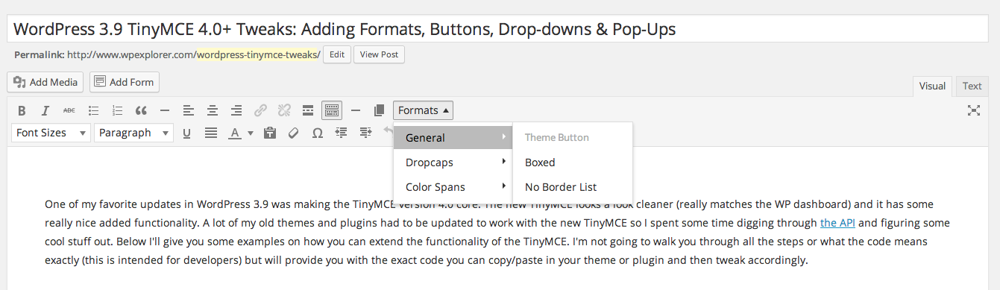 WordPress 3.9 TinyMCE 4.0+ Tweaks: Adding Formats, Buttons, Drop-downs & Pop-Ups
Permalink: http://www.wpexplorer.com/wordpress-tinymce-tweaks/ Edit View Post
Add Media Add Form
Visual Text
B I ABC Formats
Font Sizes Paragraph U A Ω
General Theme Button
Dropcaps Boxed
Color Spans No Border List
One of my favorite updates in WordPress 3.9 was making the TinyMCE version 4.0 core. The new TinyMCE looks a look cleaner (really matches the WP dashboard) and it has some
really nice added functionality. A lot of my old themes and plugins had to be updated to work with the new TinyMCE so I spent some time digging through the API and figuring some
cool stuff out. Below I'll give you some examples on how you can extend the functionality of the TinyMCE. I'm not going to walk you through all the steps or what the code means
exactly (this is intended for developers) but will provide you with the exact code you can copy/paste in your theme or plugin and then tweak accordingly.